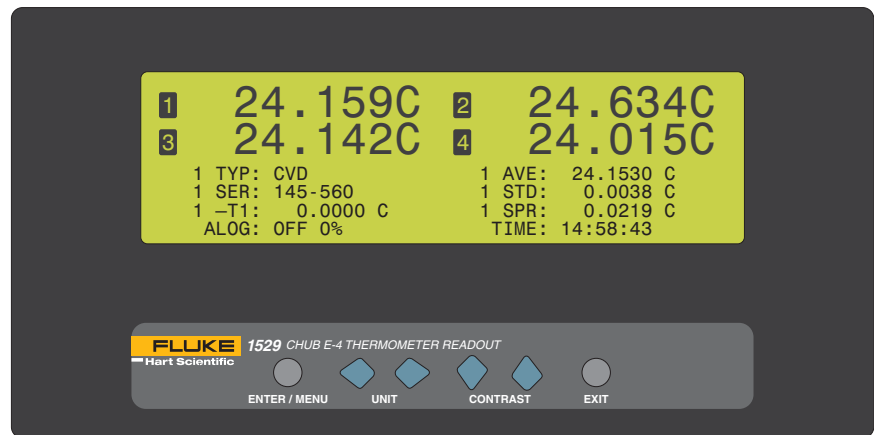 1 24.159C 2 24.634C
3 24.142C 4 24.015C
1 TYP: CVD 1 AVE: 24.1530 C
1 SER: 145-560 1 STD: 0.0038 C
1 –T1: 0.0000 C 1 SPR: 0.0219 C
ALOG: OFF 0% TIME: 14:58:43
FLUKE 1529 CHUB E-4 THERMOMETER READOUT
Hart Scientific
ENTER / MENU UNIT CONTRAST EXIT